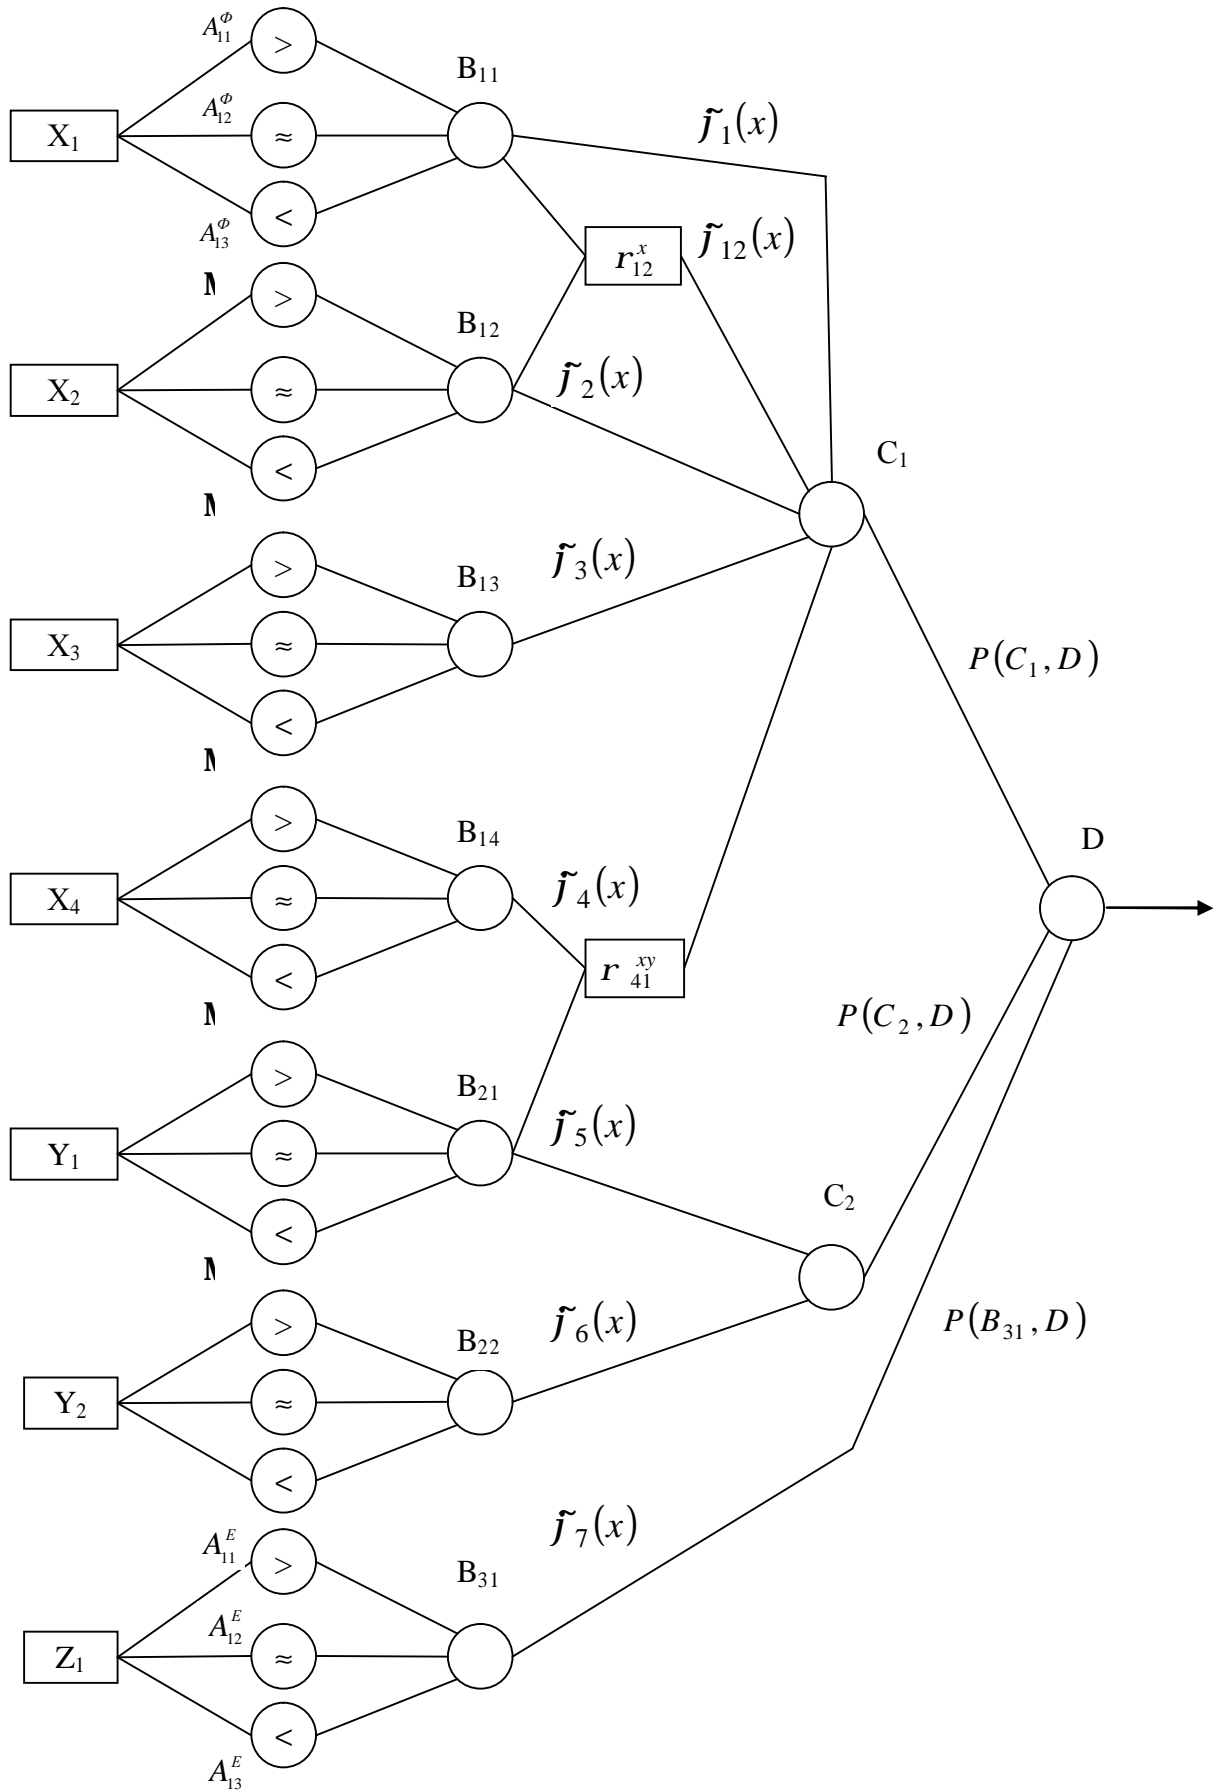 A₁₁^Ф
>
B₁₁
A₁₂^Ф
X₁
≈
j̃₁(x)
<
A₁₃^Ф
r₁₂^x
j̃₁₂(x)
>
B₁₂
X₂
≈
j̃₂(x)
<
C₁
>
B₁₃
j̃₃(x)
X₃
≈
P(C₁, D)
<
>
B₁₄
D
X₄
≈
j̃₄(x)
<
r₄₁^xy
P(C₂, D)
>
B₂₁
Y₁
≈
j̃₅(x)
<
C₂
>
B₂₂
j̃₆(x)
P(B₃₁, D)
Y₂
≈
<
A₁₁^E
>
B₃₁
j̃₇(x)
A₁₂^E
Z₁
≈
<
A₁₃^E